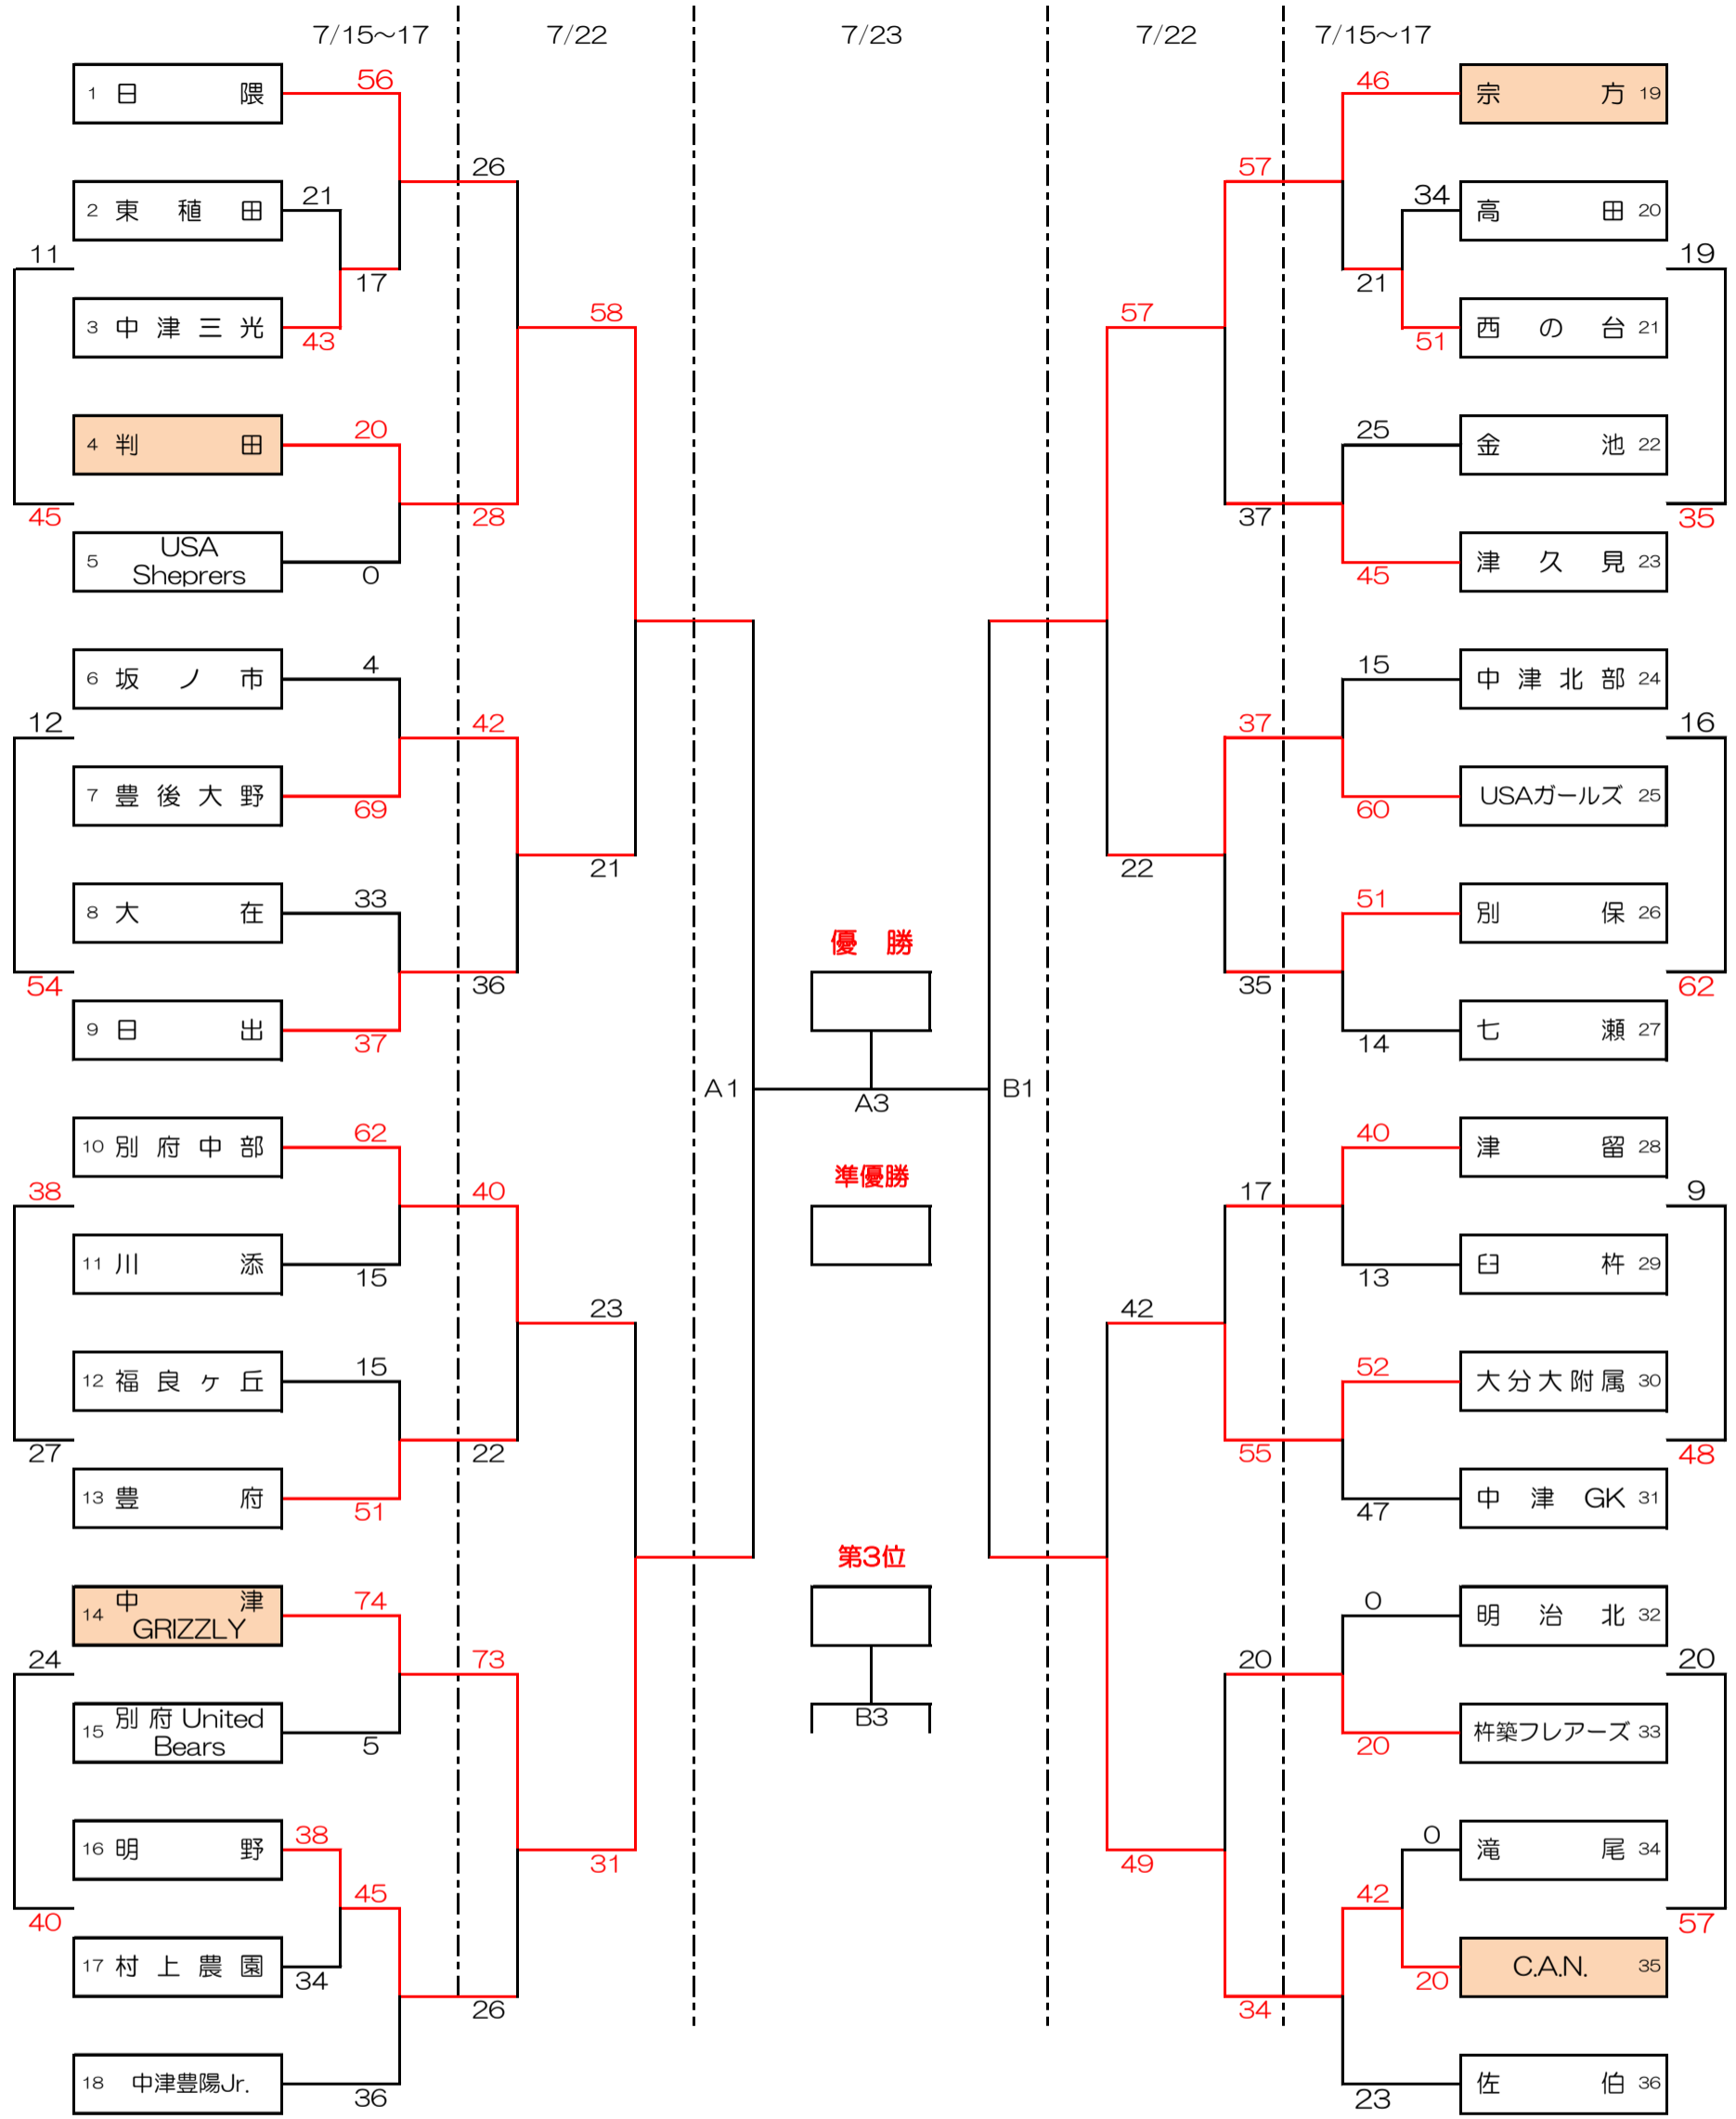 7/15～17 7/22 7/23 7/22 7/15～17
56 46
1 日隈 宗方 19
26 57
21 34
2 東稙田 高田 20
11 19
17 21
58 57
3 中津三光 西の台 21
43 51
20 25
4 判田 金池 22
45 28 37 35
5 USA Sheprers 津久見 23
0 45
4 15
6 坂ノ市 中津北部 24
12 42 37 16
7 豊後大野 USAガールズ 25
69 60
21 22
33 51
8 大在 別保 26
優勝
54 36 35 62
9 日出 七瀬 27
37 14
A1 A3 B1
62 40
10 別府中部 津留 28
準優勝
38 40 17 9
11 川添 臼杵 29
15 13
23 42
15 52
12 福良ヶ丘 大分大附属 30
27 22 55 48
13 豊府 中津GK 31
51 47
第3位
74 0
14 中津 GRIZZLY 明治北 32
24 73 20 20
15 別府 United Bears 杵築フレアーズ 33
B3
5 20
38 0
16 明野 滝尾 34
31 49
45 42
40 57
17 村上農園 C.A.N. 35
34 20
26 34
18 中津豊陽Jr. 佐伯 36
36 23